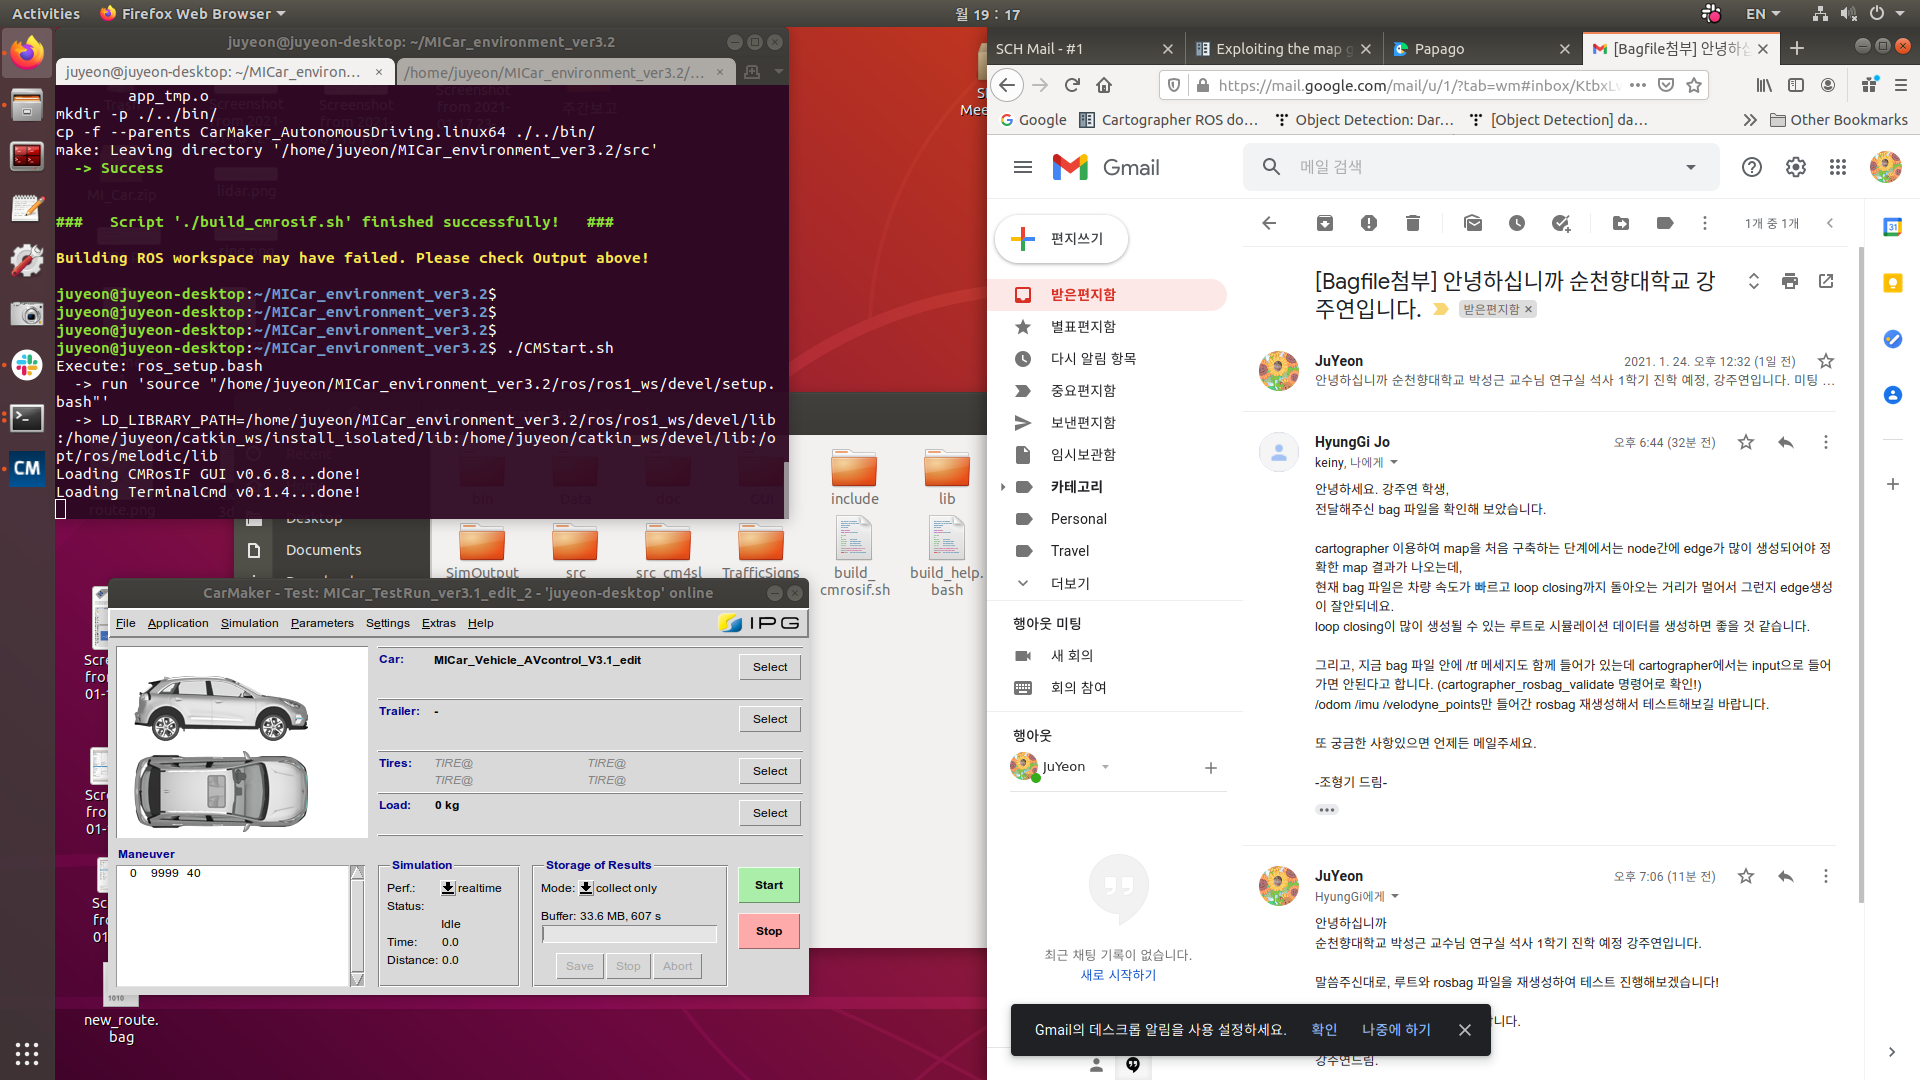 Activities
Firefox Web Browser
월 19 : 17
EN
juyeon@juyeon-desktop: ~/MICar_environment_ver3.2
juyeon@juyeon-desktop: ~/MICar_environ... ×
/home/juyeon/MICar_environment_ver3.2/... ×
app_tmp.o
mkdir -p ./../bin/
cp -f --parents CarMaker_AutonomousDriving.linux64 ./../bin/
make: Leaving directory '/home/juyeon/MICar_environment_ver3.2/src'
-> Success
### Script './build_cmrosif.sh' finished successfully! ###
Building ROS workspace may have failed. Please check Output above!
juyeon@juyeon-desktop:~/MICar_environment_ver3.2$
juyeon@juyeon-desktop:~/MICar_environment_ver3.2$
juyeon@juyeon-desktop:~/MICar_environment_ver3.2$
juyeon@juyeon-desktop:~/MICar_environment_ver3.2$ ./CMStart.sh
Execute: ros_setup.bash
-> run 'source "/home/juyeon/MICar_environment_ver3.2/ros/ros1_ws/devel/setup.
bash"'
-> LD_LIBRARY_PATH=/home/juyeon/MICar_environment_ver3.2/ros/ros1_ws/devel/lib
:/home/juyeon/catkin_ws/install_isolated/lib:/home/juyeon/catkin_ws/devel/lib:/o
pt/ros/melodic/lib
Loading CMRosIF GUI v0.6.8...done!
Loading TerminalCmd v0.1.4...done!
CM
Desktop
Documents
include
lib
SimOutput
src
src_cm4sl
TrafficSigns
build_
cmrosif.sh
build_help.
bash
CarMaker - Test: MICar_TestRun_ver3.1_edit_2 - 'juyeon-desktop' online
File Application Simulation Parameters Settings Extras Help
IPG
Car: MICar_Vehicle_AVcontrol_V3.1_edit Select
Trailer: - Select
Tires: TIRE@ TIRE@ Select
TIRE@ TIRE@
Load: 0 kg Select
Maneuver
0 9999 40
Simulation
Perf.: realtime
Status:
Idle
Time: 0.0
Distance: 0.0
Storage of Results
Mode: collect only
Buffer: 33.6 MB, 607 s
Save Stop Abort
Start
Stop
1010
new_route.
bag
SCH Mail - #1
Exploiting the map g
Papago
[Bagfile첨부] 안녕하십
https://mail.google.com/mail/u/1/?tab=wm#inbox/KtbxL
Google
Cartographer ROS do...
Object Detection: Dar...
[Object Detection] da...
Other Bookmarks
Gmail
메일 검색
편지쓰기
1개 중 1개
31
받은편지함
별표편지함
다시 알림 항목
중요편지함
보낸편지함
임시보관함
카테고리
Personal
Travel
더보기
행아웃 미팅
새 회의
회의 참여
행아웃
JuYeon
최근 채팅 기록이 없습니다.
새로 시작하기
[Bagfile첨부] 안녕하십니까 순천향대학교 강
주연입니다. 받은편지함 ×
JuYeon
2021. 1. 24. 오후 12:32 (1일 전)
안녕하십니까 순천향대학교 박성근 교수님 연구실 석사 1학기 진학 예정, 강주연입니다. 미팅 ...
HyungGi Jo
오후 6:44 (32분 전)
keiny, 나에게
안녕하세요. 강주연 학생,
전달해주신 bag 파일을 확인해 보았습니다.
cartographer 이용하여 map을 처음 구축하는 단계에서는 node간에 edge가 많이 생성되어야 정
확한 map 결과가 나오는데,
현재 bag 파일은 차량 속도가 빠르고 loop closing까지 돌아오는 거리가 멀어서 그런지 edge생성
이 잘안되네요.
loop closing이 많이 생성될 수 있는 루트로 시뮬레이션 데이터를 생성하면 좋을 것 같습니다.
그리고, 지금 bag 파일 안에 /tf 메세지도 함께 들어가 있는데 cartographer에서는 input으로 들어
가면 안된다고 합니다. (cartographer_rosbag_validate 명령어로 확인!)
/odom /imu /velodyne_points만 들어간 rosbag 재생성해서 테스트해보길 바랍니다.
또 궁금한 사항있으면 언제든 메일주세요.
-조형기 드림-
JuYeon
오후 7:06 (11분 전)
HyungGi에게
안녕하십니까
순천향대학교 박성근 교수님 연구실 석사 1학기 진학 예정 강주연입니다.
말씀주신대로, 루트와 rosbag 파일을 재생성하여 테스트 진행해보겠습니다!
강주연드림.
Gmail의 데스크톱 알림을 사용 설정하세요. 확인 나중에 하기